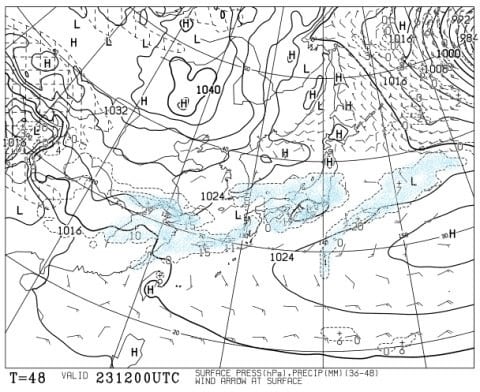 L
L
L
H
L
H
992
H
1016
984
H
H
1000
1008
L
H
1016
H
1040
H
H
L
H
1032
H
L
1016
H
H
1024
L
L
L
1016
H
1024
H
H
T=48 VALID 231200UTC SURFACE PRESS(hPa),PRECIP(MM)(36-48)
WIND ARROW AT SURFACE